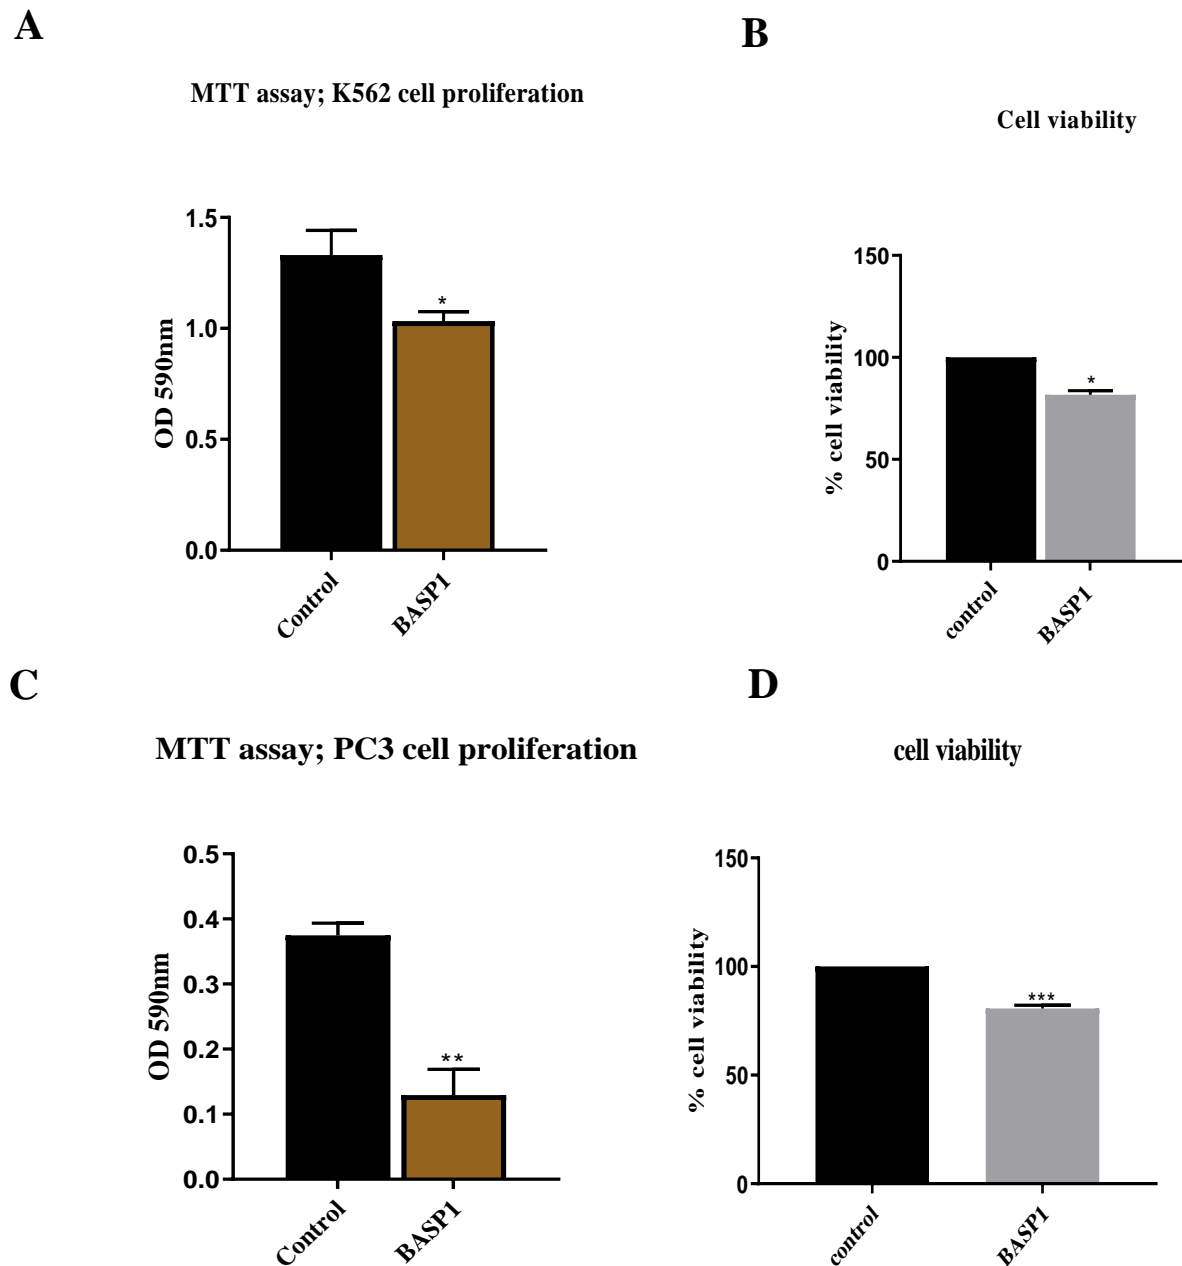 A
B
MTT assay; K562 cell proliferation
Cell viability
OD 590nm
1.5
1.0
0.5
0.0
*
Control
BASP1
% cell viability
150
100
50
0
*
control
BASP1
C
D
MTT assay; PC3 cell proliferation
cell viability
OD 590nm
0.5
0.4
0.3
0.2
0.1
0.0
**
Control
BASP1
% cell viability
150
100
50
0
***
control
BASP1